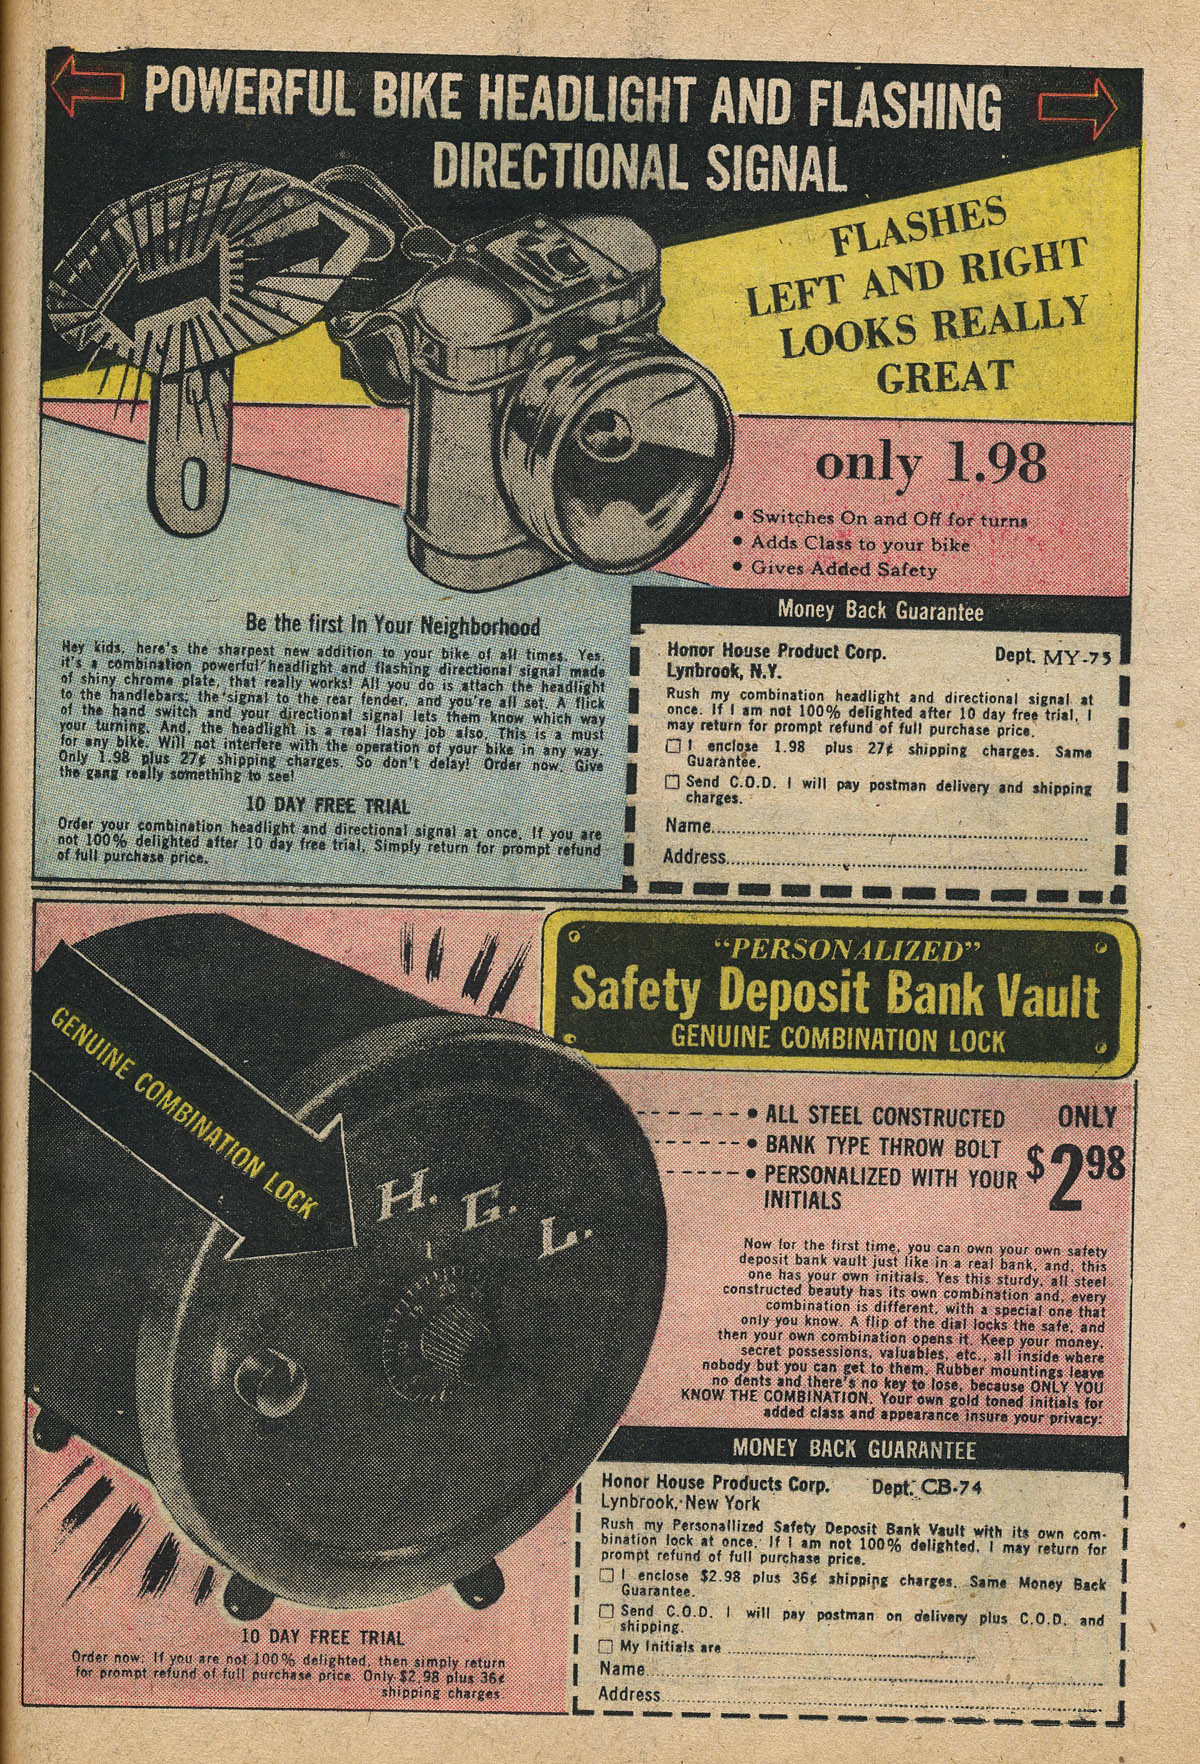 POWERFUL BIKE HEADLIGHT AND FLASHING
DIRECTIONAL SIGNAL
FLASHES
LEFT AND RIGHT
LOOKS REALLY
GREAT
only 1.98
• Switches On and Off for turns
• Adds Class to your bike
• Gives Added Safety
Be the first In Your Neighborhood
Hey kids, here's the sharpest new addition to your bike of all times. Yes
it's a combination powerful headlight and flashing directional signal made
of shiny chrome plate, that really works! All you do is attach the headlight
to the handlebars; the signal to the rear fender, and you're all set. A flick
of the hand switch and your directional signal lets them know which way
your turning. And, the headlight is a real flashy job also. This is a must
for any bike. Will not interfere with the operation of your bike in any way.
Only 1.98 plus 27¢ shipping charges. So don't delay! Order now. Give
the gang really something to see!
10 DAY FREE TRIAL
Order your combination headlight and directional signal at once. If you are
not 100% delighted after 10 day free trial. Simply return for prompt refund
of full purchase price.
Money Back Guarantee
Honor House Product Corp. Dept. MY-75
Lynbrook, N.Y.
Rush my combination headlight and directional signal at
once. If I am not 100% delighted after 10 day free trial, I
may return for prompt refund of full purchase price.
☐ I enclose 1.98 plus 27¢ shipping charges. Same
Guarantee.
☐ Send C.O.D. I will pay postman delivery and shipping
charges.
Name
Address
"PERSONALIZED"
Safety Deposit Bank Vault
GENUINE COMBINATION LOCK
GENUINE COMBINATION LOCK
H. G. L.
20
• ALL STEEL CONSTRUCTED
• BANK TYPE THROW BOLT
• PERSONALIZED WITH YOUR
INITIALS
ONLY
$2.98
Now for the first time, you can own your own safety
deposit bank vault just like in a real bank, and, this
one has your own initials. Yes this sturdy, all steel
constructed beauty has its own combination and, every
combination is different, with a special one that
only you know. A flip of the dial locks the safe, and
then your own combination opens it. Keep your money,
secret possessions, valuables, etc., all inside where
nobody but you can get to them. Rubber mountings leave
no dents and there's no key to lose, because ONLY YOU
KNOW THE COMBINATION. Your own gold toned initials for
added class and appearance insure your privacy:
MONEY BACK GUARANTEE
Honor House Products Corp. Dept. CB-74
Lynbrook, New York
Rush my Personallized Safety Deposit Bank Vault with its own com-
bination lock at once. If I am not 100% delighted, I may return for
prompt refund of full purchase price.
☐ I enclose $2.98 plus 36¢ shipping charges. Same Money Back
Guarantee.
☐ Send C.O.D. I will pay postman on delivery plus C.O.D. and
shipping.
☐ My Initials are
Name
Address
10 DAY FREE TRIAL
Order now. If you are not 100% delighted, then simply return
for prompt refund of full purchase price. Only $2.98 plus 36¢
shipping charges.